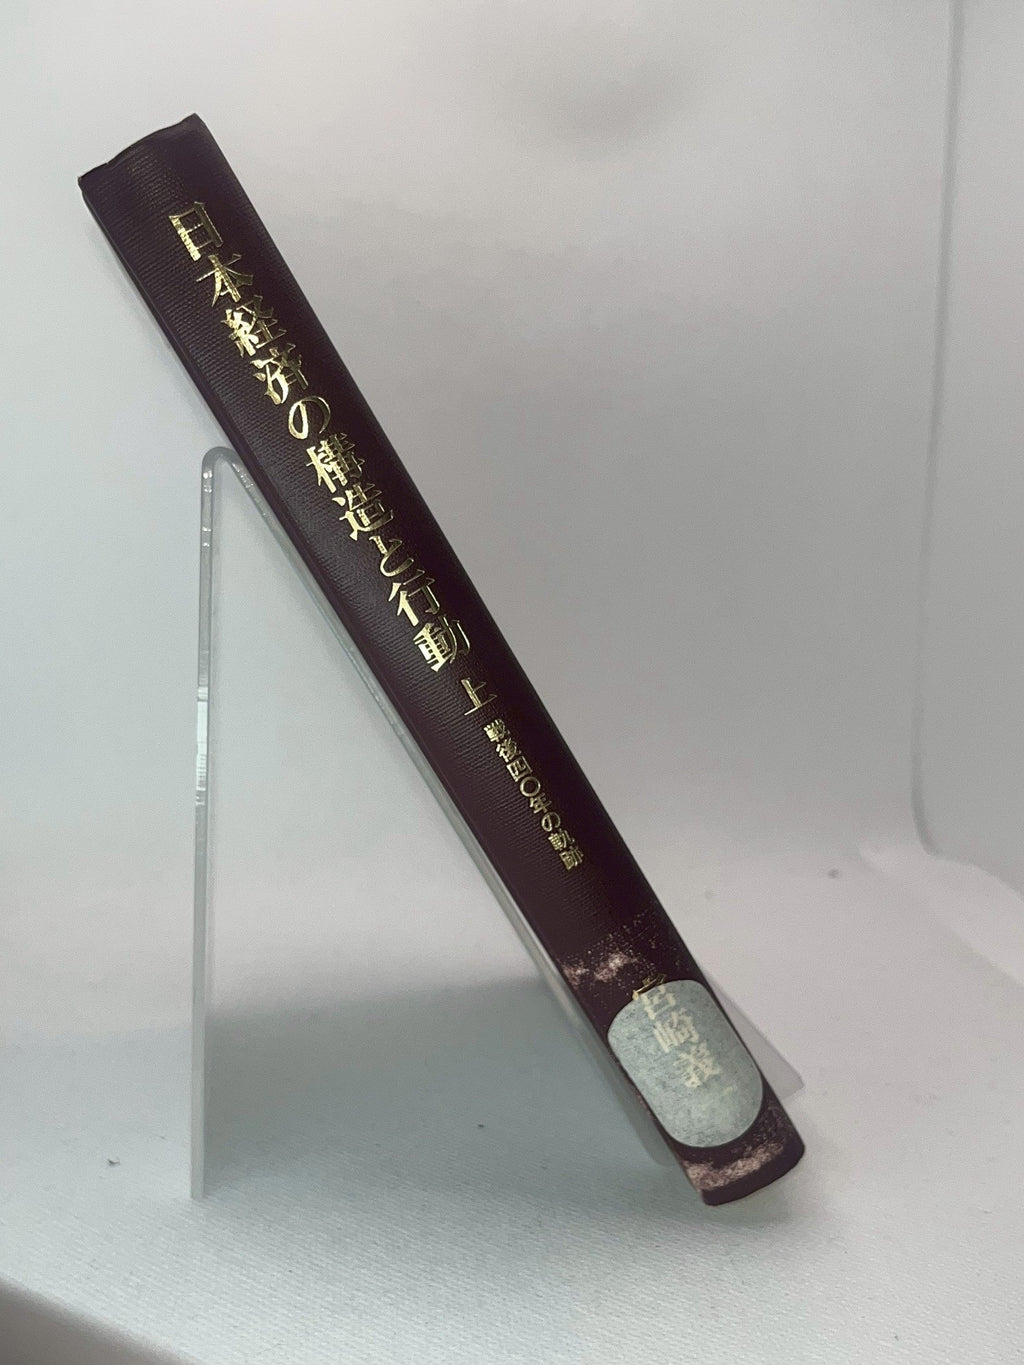 日本経済の構造と行動 上
戦後四〇年の軌跡
宮崎義